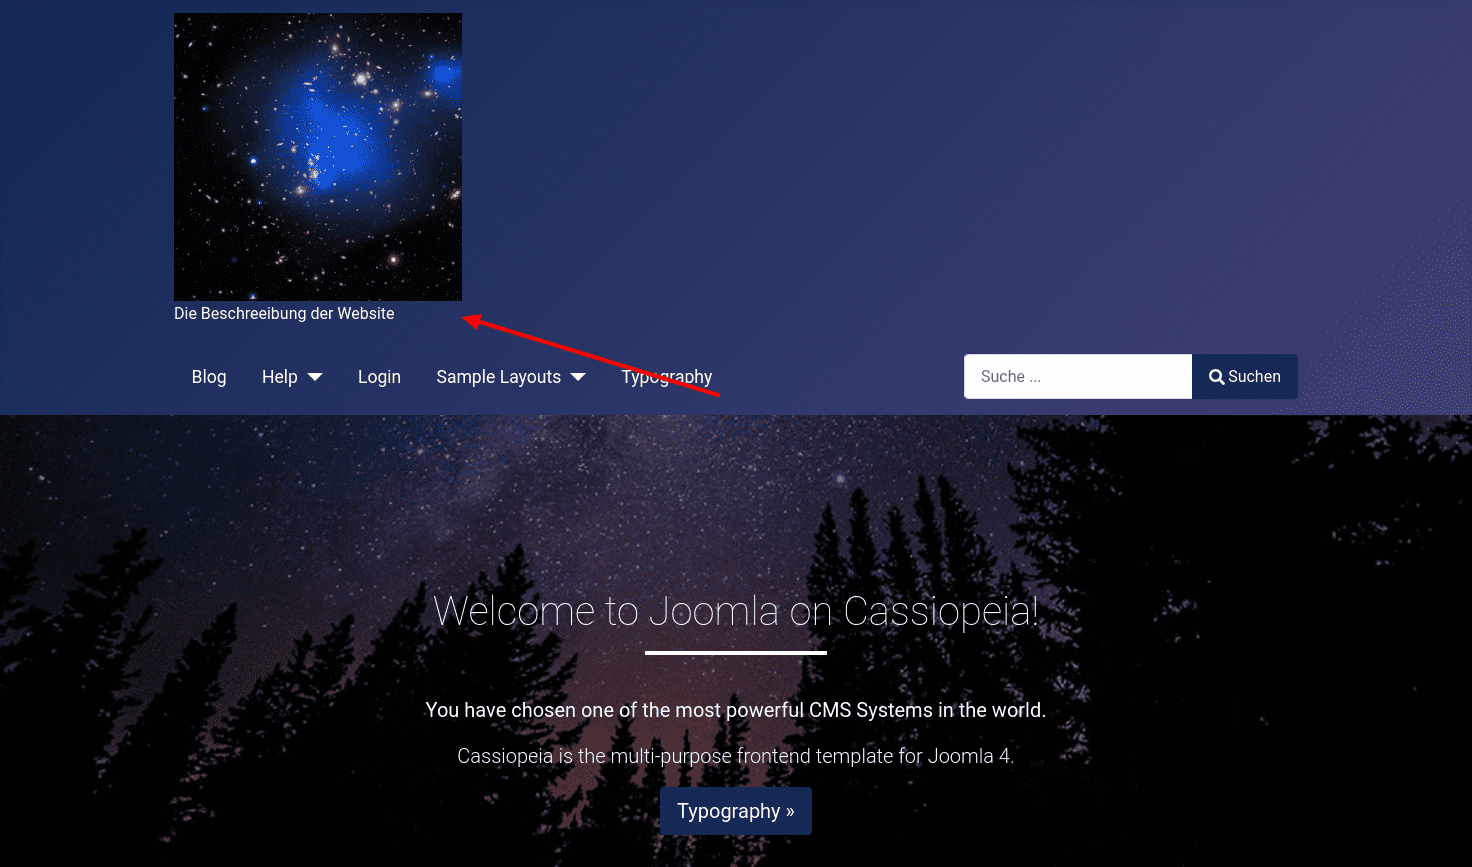 Die Beschreeibung der Website
Blog Help Login Sample Layouts Typography Suche ... Suchen
Welcome to Joomla on Cassiopeia!
You have chosen one of the most powerful CMS Systems in the world.
Cassiopeia is the multi-purpose frontend template for Joomla 4.
Typography »